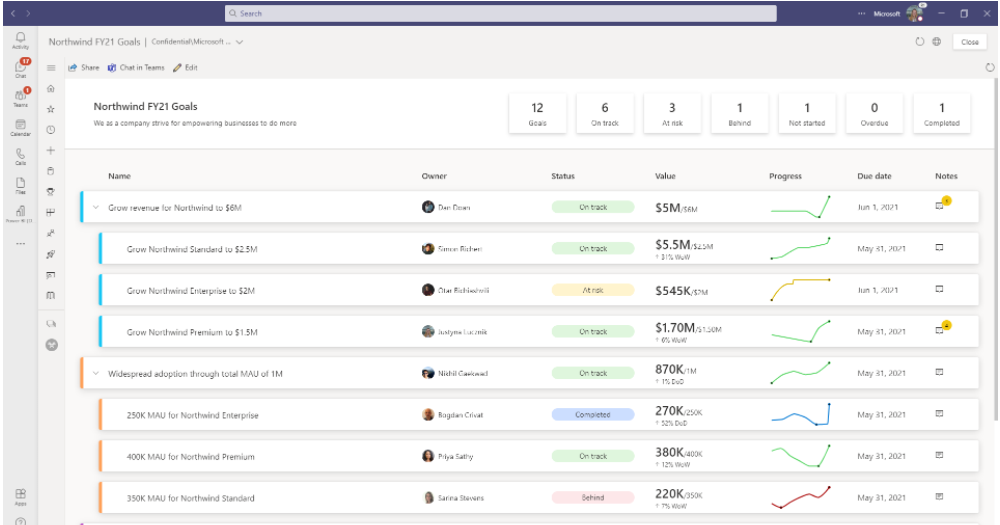 Search
Microsoft
Activity
Northwind FY21 Goals | Confidential\Microsoft ...
Close
17
Chat
Share
Chat in Teams
Edit
Teams
Calendar
Calls
Files
Apps
Northwind FY21 Goals
We as a company strive for empowering businesses to do more
12
Goals
6
On track
3
At risk
1
Behind
1
Not started
0
Overdue
1
Completed
Name Owner Status Value Progress Due date Notes
Grow revenue for Northwind to $6M Dan Doan On track $5M/$6M Jun 1, 2021
Grow Northwind Standard to $2.5M Simon Richert On track $5.5M/$2.5M May 31, 2021
↑ 31% WoW
Grow Northwind Enterprise to $2M Otar Bichiashvili At risk $545K/$2M Jun 1, 2021
Grow Northwind Premium to $1.5M Justyna Lucznik On track $1.70M/$1.50M May 31, 2021
↑ 6% WoW
Widespread adoption through total MAU of 1M Nikhil Gaekwad On track 870K/1M May 31, 2021
↑ 1% DoD
250K MAU for Northwind Enterprise Bogdan Crivat Completed 270K/250K May 31, 2021
↑ 52% DoD
400K MAU for Northwind Premium Priya Sathy On track 380K/400K May 31, 2021
↑ 12% WoW
350K MAU for Northwind Standard Sarina Stevens Behind 220K/350K May 31, 2021
↑ 7% WoW